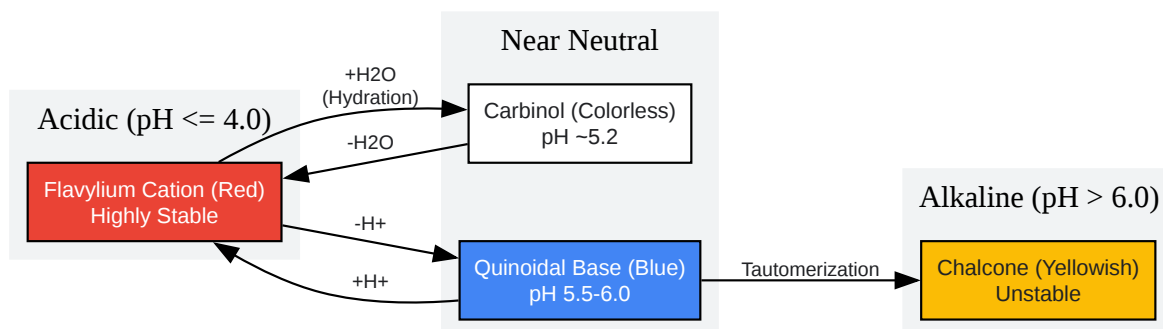 Near Neutral
+H2O
(Hydration)
Carbinol (Colorless)
pH ~5.2
Acidic (pH <= 4.0)
-H2O
Flavylium Cation (Red)
Highly Stable
-H+
+H+
Quinoidal Base (Blue)
pH 5.5-6.0
Tautomerization
Alkaline (pH > 6.0)
Chalcone (Yellowish)
Unstable